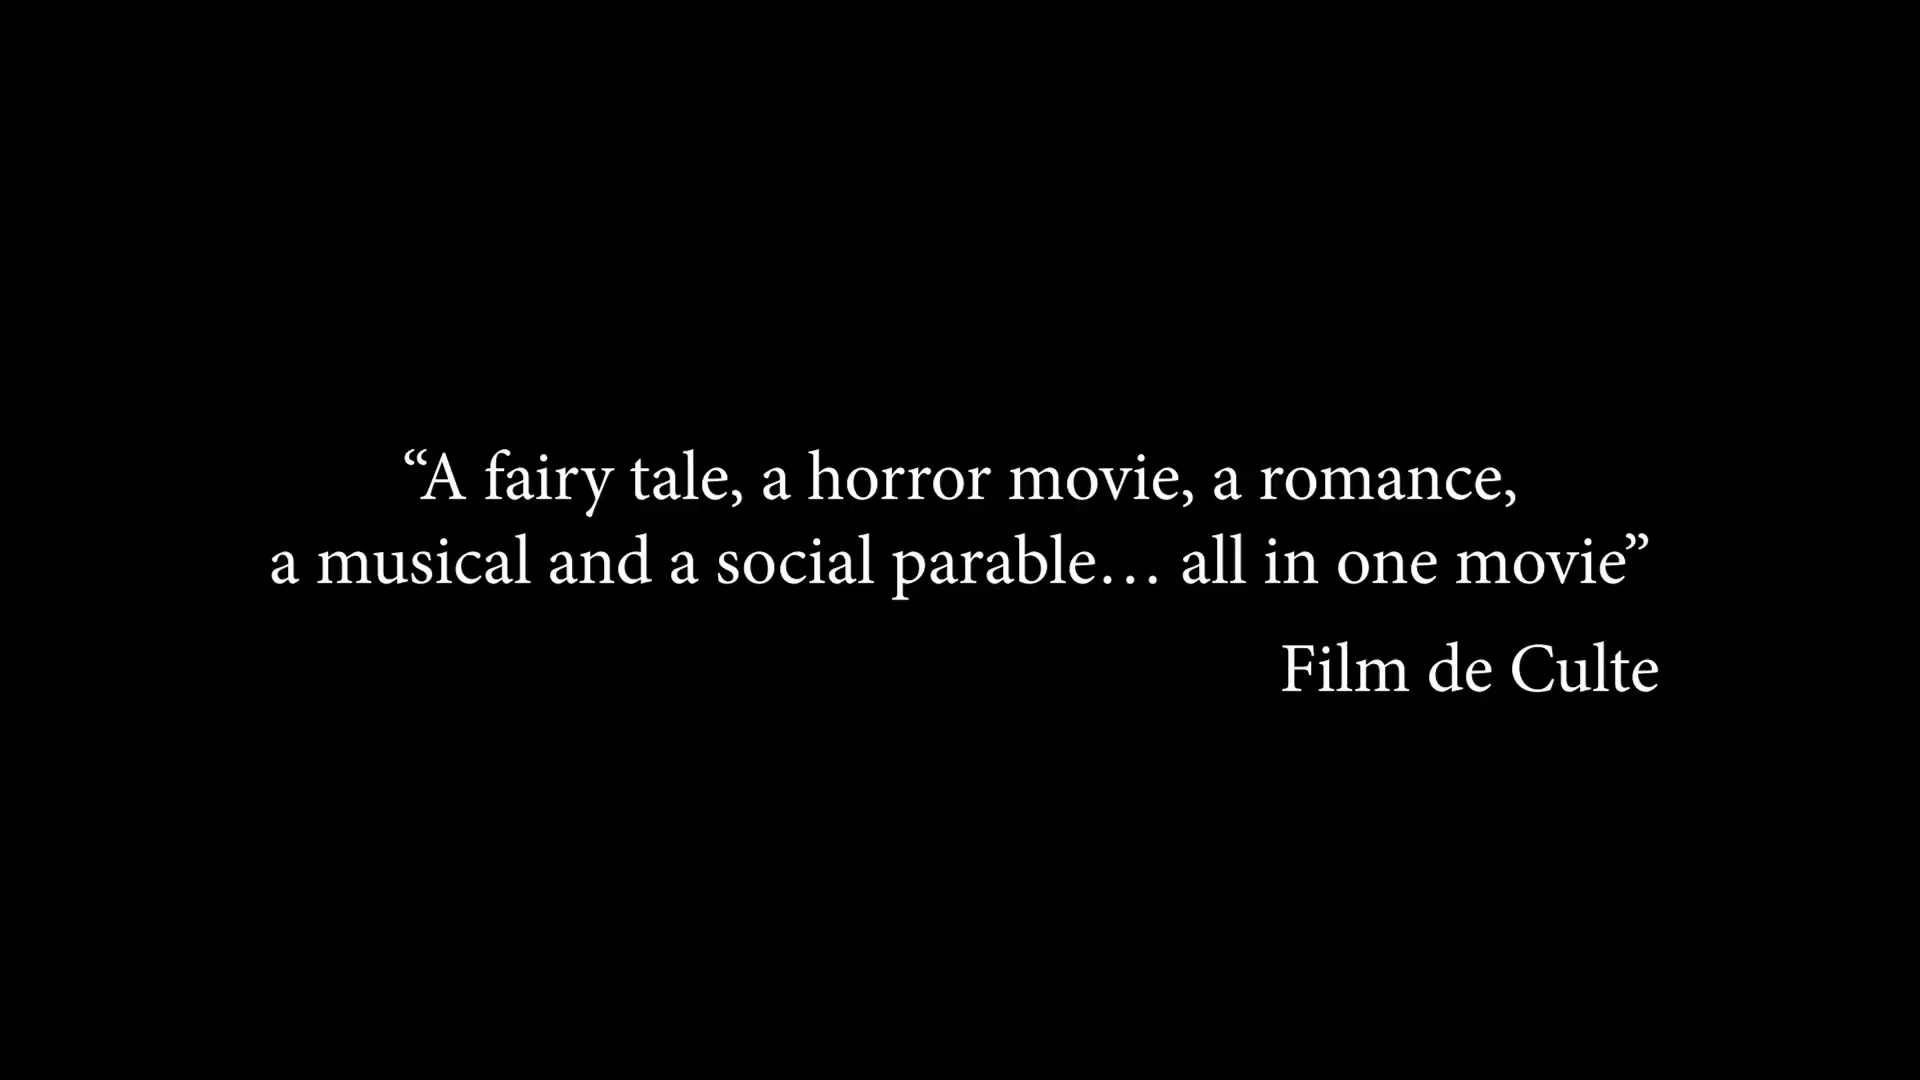 “A fairy tale, a horror movie, a romance,
a musical and a social parable… all in one movie”
Film de Culte